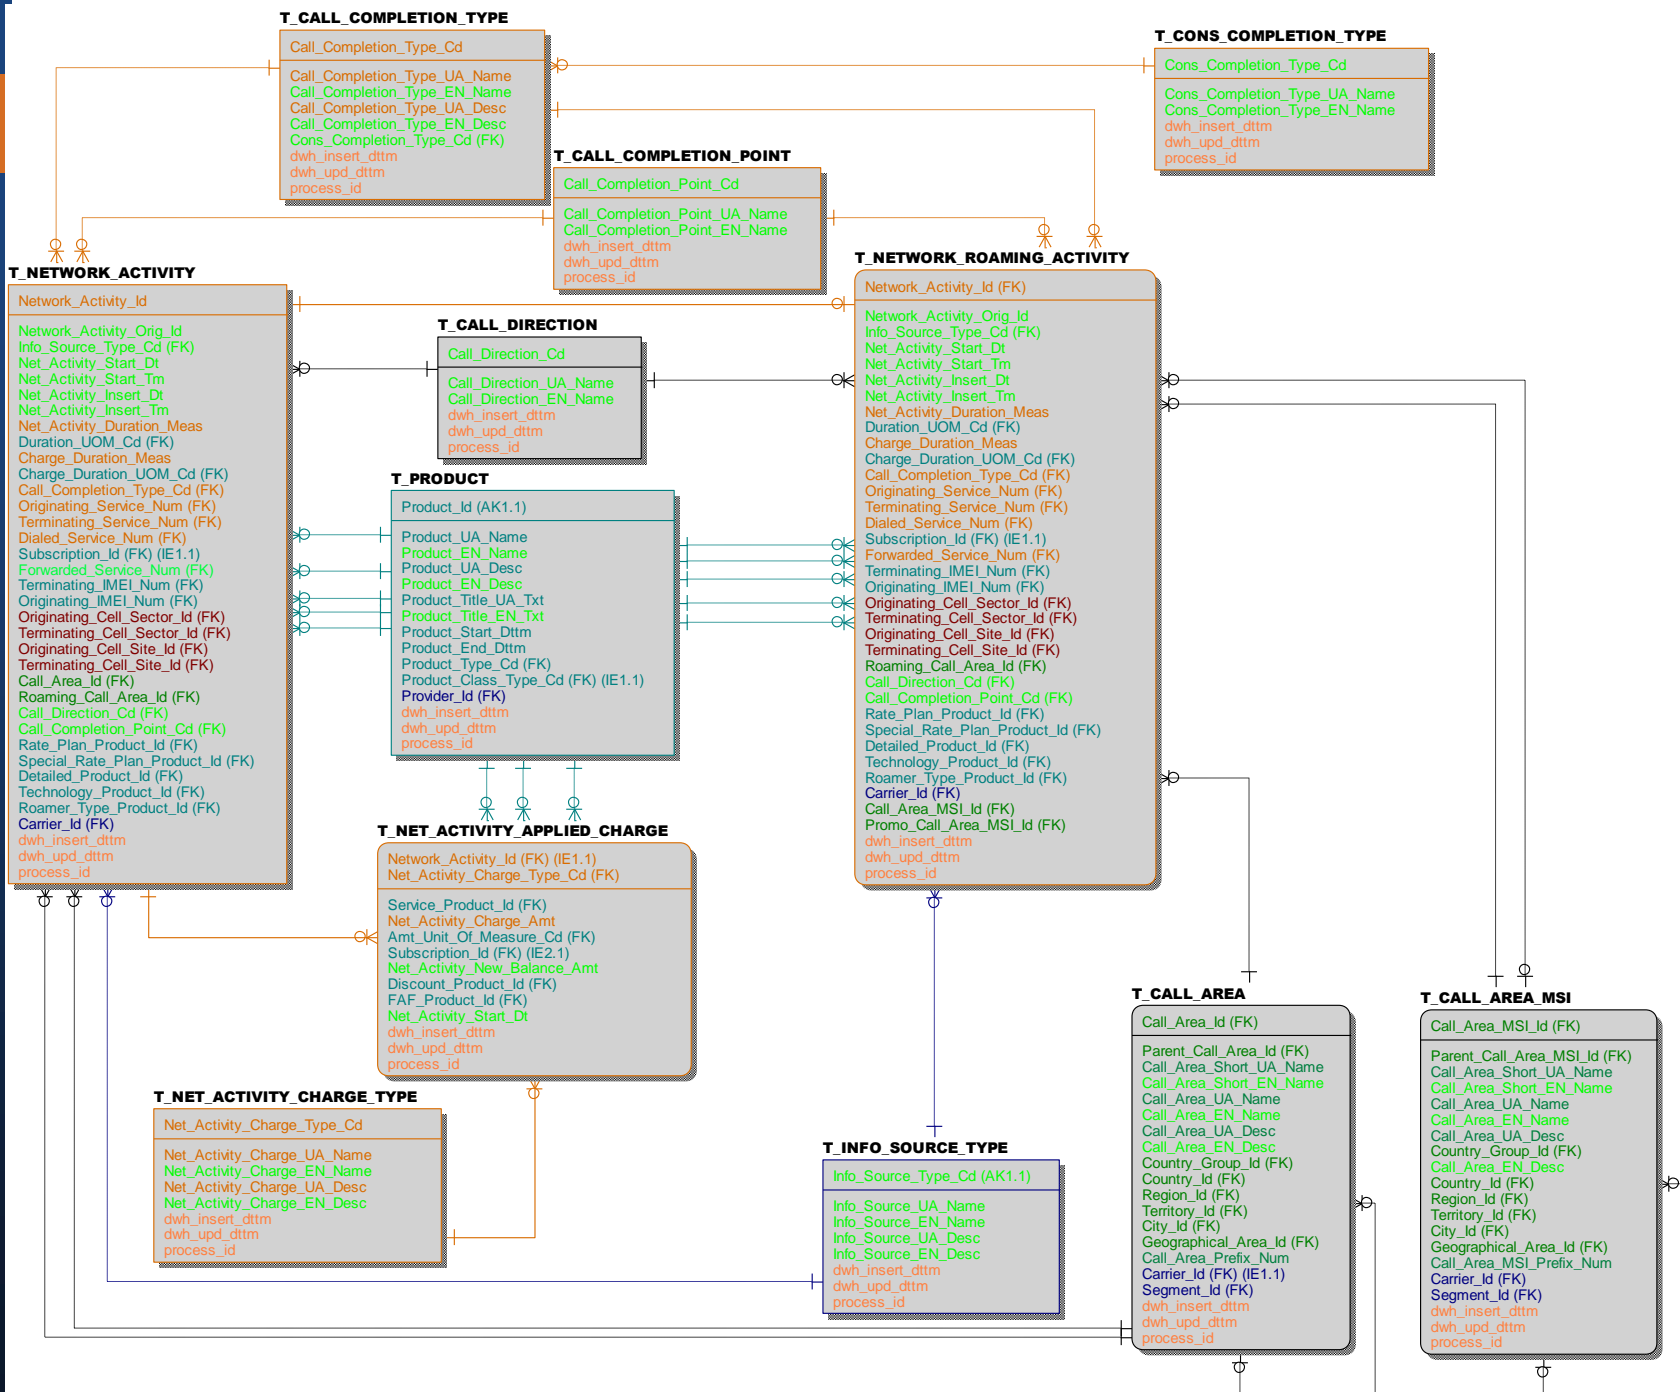 T_CALL_COMPLETION_TYPE
Call_Completion_Type_Cd
Call_Completion_Type_UA_Name
Call_Completion_Type_EN_Name
Call_Completion_Type_UA_Desc
Call_Completion_Type_EN_Desc
Cons_Completion_Type_Cd (FK)
dwh_insert_dttm
dwh_upd_dttm
process_id
T_CONS_COMPLETION_TYPE
Cons_Completion_Type_Cd
Cons_Completion_Type_UA_Name
Cons_Completion_Type_EN_Name
dwh_insert_dttm
dwh_upd_dttm
process_id
T_CALL_COMPLETION_POINT
Call_Completion_Point_Cd
Call_Completion_Point_UA_Name
Call_Completion_Point_EN_Name
dwh_insert_dttm
dwh_upd_dttm
process_id
T_NETWORK_ACTIVITY
Network_Activity_Id
Network_Activity_Orig_Id
Info_Source_Type_Cd (FK)
Net_Activity_Start_Dt
Net_Activity_Start_Tm
Net_Activity_Insert_Dt
Net_Activity_Insert_Tm
Net_Activity_Duration_Meas
Duration_UOM_Cd (FK)
Charge_Duration_Meas
Charge_Duration_UOM_Cd (FK)
Call_Completion_Type_Cd (FK)
Originating_Service_Num (FK)
Terminating_Service_Num (FK)
Dialed_Service_Num (FK)
Subscription_Id (FK) (IE1.1)
Forwarded_Service_Num (FK)
Terminating_IMEI_Num (FK)
Originating_IMEI_Num (FK)
Originating_Cell_Sector_Id (FK)
Terminating_Cell_Sector_Id (FK)
Originating_Cell_Site_Id (FK)
Terminating_Cell_Site_Id (FK)
Call_Area_Id (FK)
Roaming_Call_Area_Id (FK)
Call_Direction_Cd (FK)
Call_Completion_Point_Cd (FK)
Rate_Plan_Product_Id (FK)
Special_Rate_Plan_Product_Id (FK)
Detailed_Product_Id (FK)
Technology_Product_Id (FK)
Roamer_Type_Product_Id (FK)
Carrier_Id (FK)
dwh_insert_dttm
dwh_upd_dttm
process_id
T_CALL_DIRECTION
Call_Direction_Cd
Call_Direction_UA_Name
Call_Direction_EN_Name
dwh_insert_dttm
dwh_upd_dttm
process_id
T_PRODUCT
Product_Id (AK1.1)
Product_UA_Name
Product_EN_Name
Product_UA_Desc
Product_EN_Desc
Product_Title_UA_Txt
Product_Title_EN_Txt
Product_Start_Dttm
Product_End_Dttm
Product_Type_Cd (FK)
Product_Class_Type_Cd (FK) (IE1.1)
Provider_Id (FK)
dwh_insert_dttm
dwh_upd_dttm
process_id
T_NETWORK_ROAMING_ACTIVITY
Network_Activity_Id (FK)
Network_Activity_Orig_Id
Info_Source_Type_Cd (FK)
Net_Activity_Start_Dt
Net_Activity_Start_Tm
Net_Activity_Insert_Dt
Net_Activity_Insert_Tm
Net_Activity_Duration_Meas
Duration_UOM_Cd (FK)
Charge_Duration_Meas
Charge_Duration_UOM_Cd (FK)
Call_Completion_Type_Cd (FK)
Originating_Service_Num (FK)
Terminating_Service_Num (FK)
Dialed_Service_Num (FK)
Subscription_Id (FK) (IE1.1)
Forwarded_Service_Num (FK)
Terminating_IMEI_Num (FK)
Originating_IMEI_Num (FK)
Originating_Cell_Sector_Id (FK)
Terminating_Cell_Sector_Id (FK)
Originating_Cell_Site_Id (FK)
Terminating_Cell_Site_Id (FK)
Roaming_Call_Area_Id (FK)
Call_Direction_Cd (FK)
Call_Completion_Point_Cd (FK)
Rate_Plan_Product_Id (FK)
Special_Rate_Plan_Product_Id (FK)
Detailed_Product_Id (FK)
Technology_Product_Id (FK)
Roamer_Type_Product_Id (FK)
Carrier_Id (FK)
Call_Area_MSI_Id (FK)
Promo_Call_Area_MSI_Id (FK)
dwh_insert_dttm
dwh_upd_dttm
process_id
T_NET_ACTIVITY_APPLIED_CHARGE
Network_Activity_Id (FK) (IE1.1)
Net_Activity_Charge_Type_Cd (FK)
Service_Product_Id (FK)
Net_Activity_Charge_Amt
Amt_Unit_Of_Measure_Cd (FK)
Subscription_Id (FK) (IE2.1)
Net_Activity_New_Balance_Amt
Discount_Product_Id (FK)
FAF_Product_Id (FK)
Net_Activity_Start_Dt
dwh_insert_dttm
dwh_upd_dttm
process_id
T_NET_ACTIVITY_CHARGE_TYPE
Net_Activity_Charge_Type_Cd
Net_Activity_Charge_UA_Name
Net_Activity_Charge_EN_Name
Net_Activity_Charge_UA_Desc
Net_Activity_Charge_EN_Desc
dwh_insert_dttm
dwh_upd_dttm
process_id
T_INFO_SOURCE_TYPE
Info_Source_Type_Cd (AK1.1)
Info_Source_UA_Name
Info_Source_EN_Name
Info_Source_UA_Desc
Info_Source_EN_Desc
dwh_insert_dttm
dwh_upd_dttm
process_id
T_CALL_AREA
Call_Area_Id (FK)
Parent_Call_Area_Id (FK)
Call_Area_Short_UA_Name
Call_Area_Short_EN_Name
Call_Area_UA_Name
Call_Area_EN_Name
Call_Area_UA_Desc
Call_Area_EN_Desc
Country_Group_Id (FK)
Country_Id (FK)
Region_Id (FK)
Territory_Id (FK)
City_Id (FK)
Geographical_Area_Id (FK)
Call_Area_Prefix_Num
Carrier_Id (FK) (IE1.1)
Segment_Id (FK)
dwh_insert_dttm
dwh_upd_dttm
process_id
T_CALL_AREA_MSI
Call_Area_MSI_Id (FK)
Parent_Call_Area_MSI_Id (FK)
Call_Area_Short_UA_Name
Call_Area_Short_EN_Name
Call_Area_UA_Name
Call_Area_EN_Name
Call_Area_UA_Desc
Country_Group_Id (FK)
Call_Area_EN_Desc
Country_Id (FK)
Region_Id (FK)
Territory_Id (FK)
City_Id (FK)
Geographical_Area_Id (FK)
Call_Area_MSI_Prefix_Num
Carrier_Id (FK)
Segment_Id (FK)
dwh_insert_dttm
dwh_upd_dttm
process_id